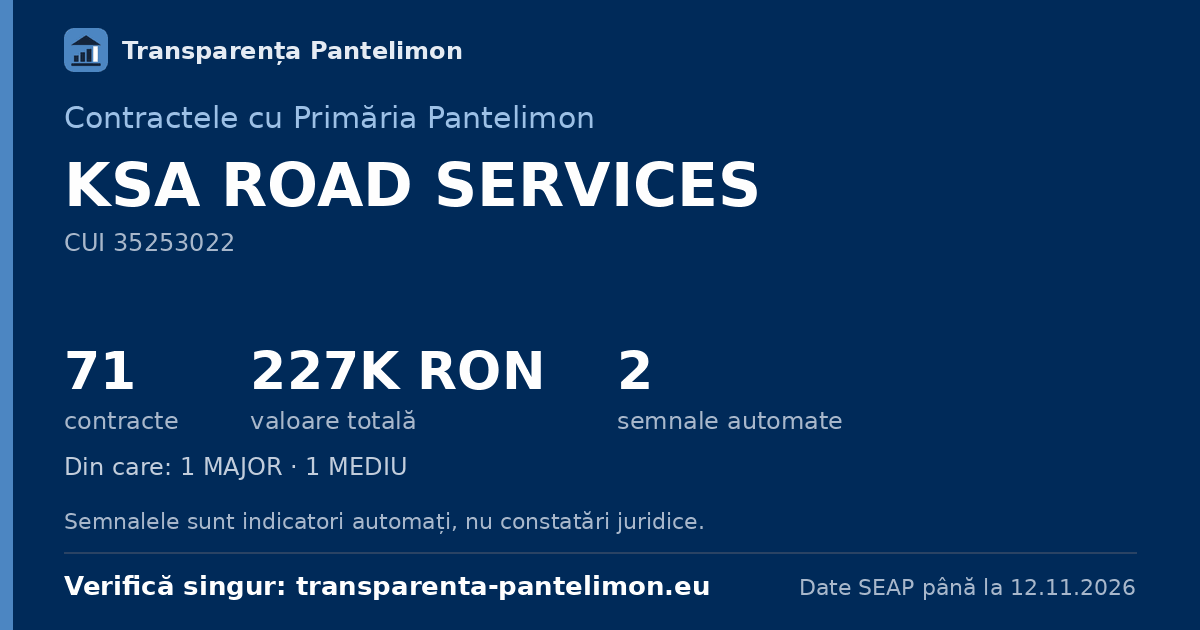 Transparența Pantelimon
Contractele cu Primăria Pantelimon
KSA ROAD SERVICES
CUI 35253022
71 227K RON 2
contracte valoare totală semnale automate
Din care: 1 MAJOR · 1 MEDIU
Semnalele sunt indicatori automați, nu constatări juridice.
Verifică singur: transparenta-pantelimon.eu Date SEAP până la 12.11.2026